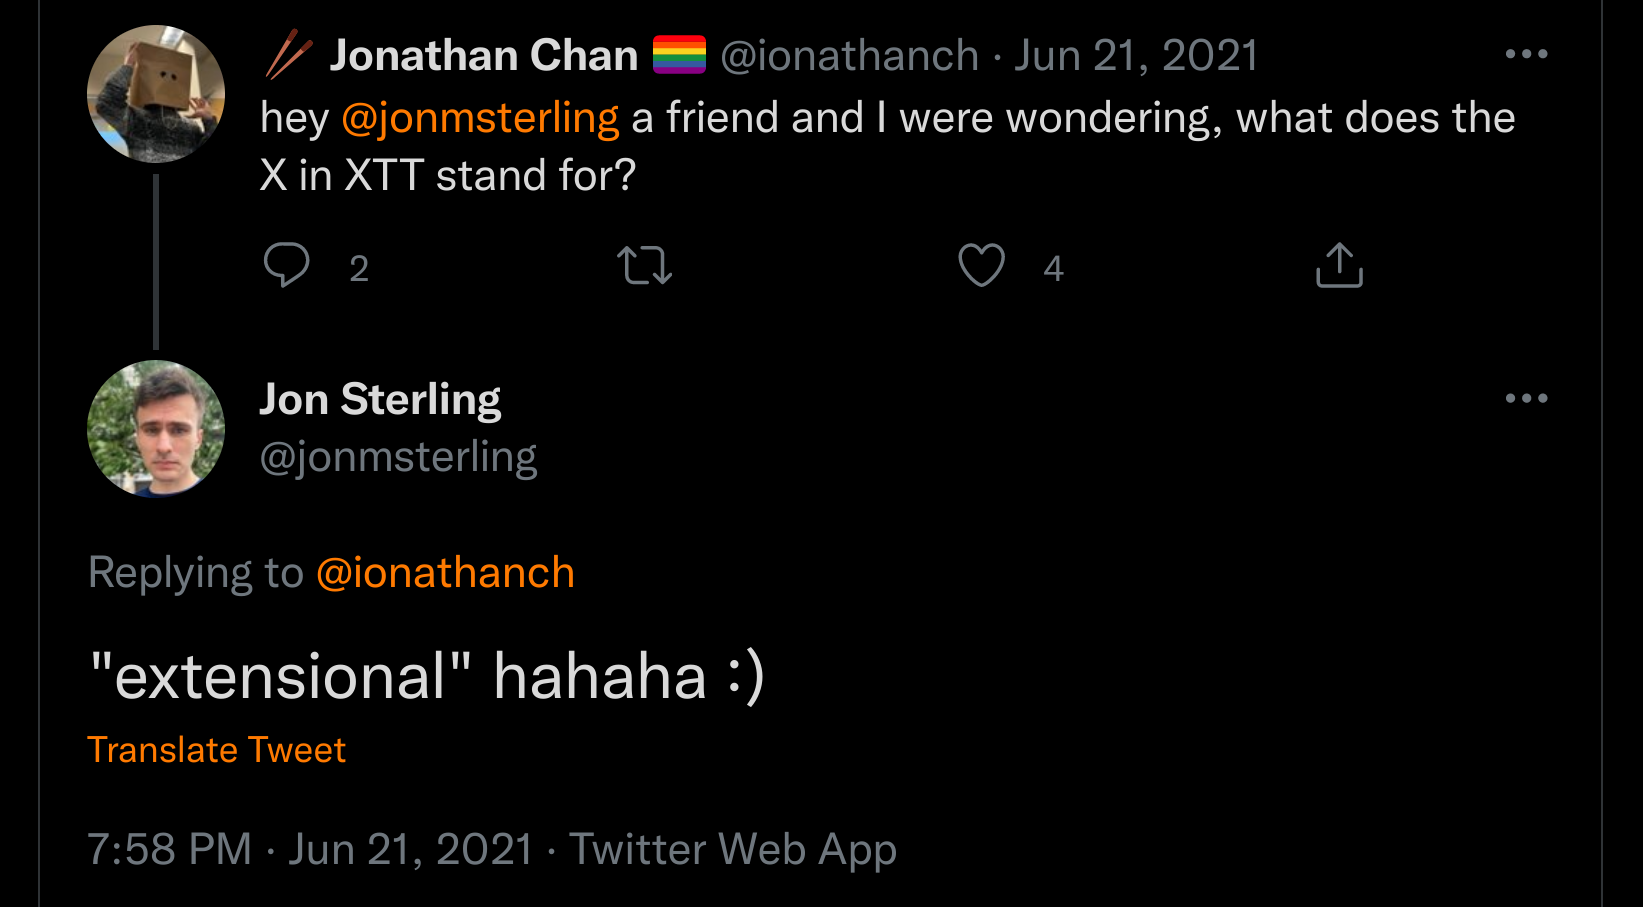 🥢 Jonathan Chan 🏳️‍🌈 @ionathanch · Jun 21, 2021
hey @jonmsterling a friend and I were wondering, what does the
X in XTT stand for?
2 4
Jon Sterling
@jonmsterling
Replying to @ionathanch
"extensional" hahaha :)
Translate Tweet
7:58 PM · Jun 21, 2021 · Twitter Web App